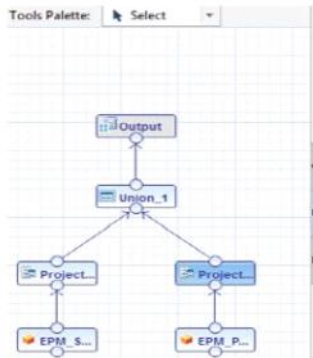 Tools Palette: Select
Output
Union_1
Project... Project...
EPM_S... EPM_P...